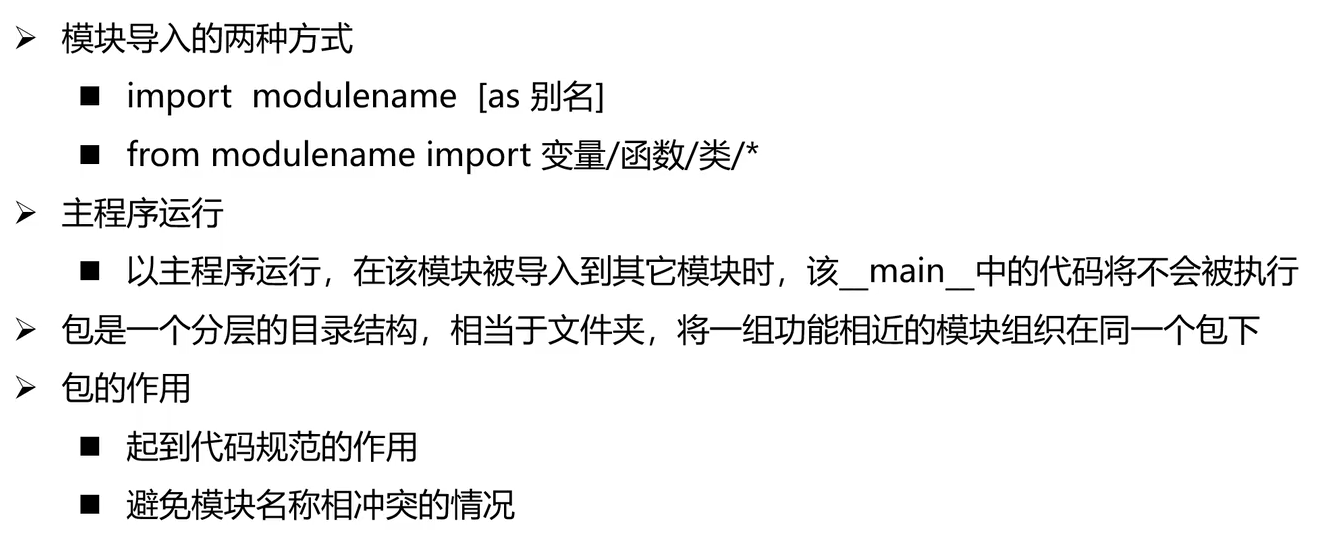 模块导入的两种方式
import modulename [as 别名]
from modulename import 变量/函数/类/*
主程序运行
以主程序运行，在该模块被导入到其它模块时，该__main__中的代码将不会被执行
包是一个分层的目录结构，相当于文件夹，将一组功能相近的模块组织在同一个包下
包的作用
起到代码规范的作用
避免模块名称相冲突的情况